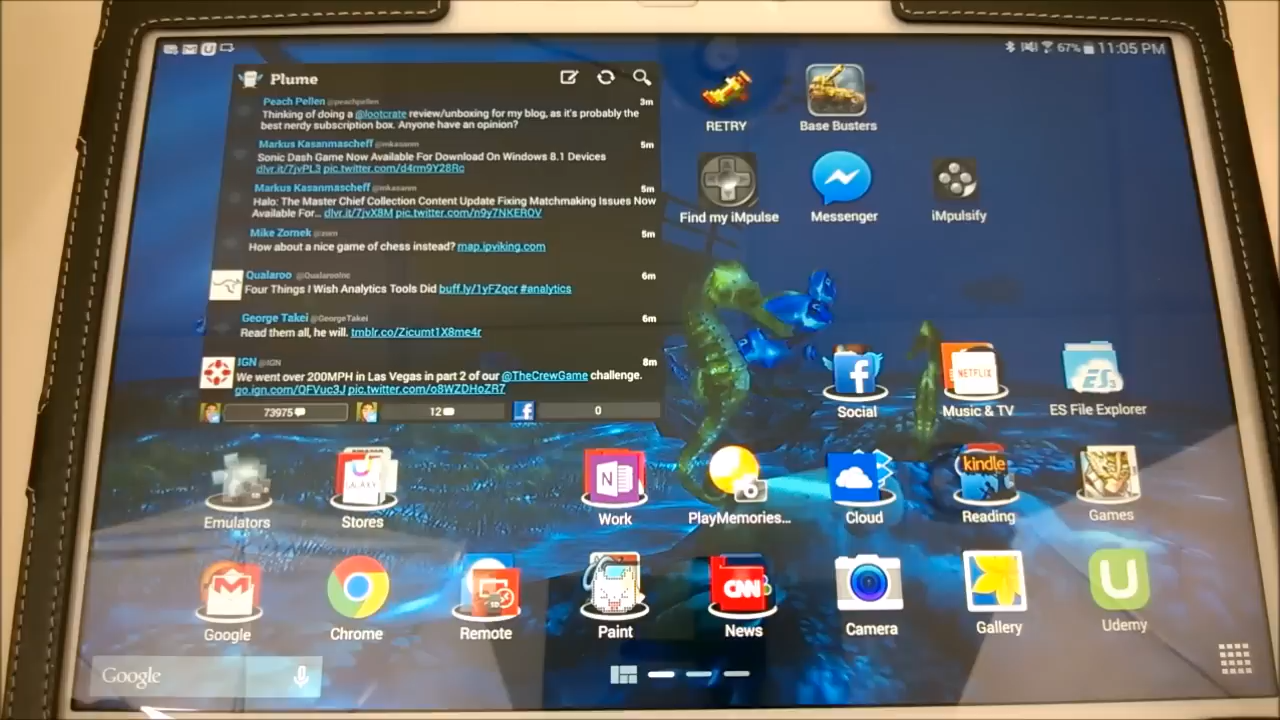 67% 11:05 PM
Plume
Peach Pellen @peachpellen 3m
Thinking of doing a @lootcrate review/unboxing for my blog, as it's probably the
best nerdy subscription box. Anyone have an opinion?
Markus Kasanmascheff @mkasanm 5m
Sonic Dash Game Now Available For Download On Windows 8.1 Devices
dlvr.it/7jvPL3 pic.twitter.com/d4rm9Y28Rc
Markus Kasanmascheff @mkasanm 5m
Halo: The Master Chief Collection Content Update Fixing Matchmaking Issues Now
Available For… dlvr.it/7jvX8M pic.twitter.com/n9y7NKEROV
Mike Zomek 5m
How about a nice game of chess instead? map.ipviking.com
Qualaroo @QualarooInc 6m
Four Things I Wish Analytics Tools Did buff.ly/1yFZqcr #analytics
George Takei @GeorgeTakei 6m
Read them all, he will. tmblr.co/Zicumt1X8me4r
IGN @IGN 8m
We went over 200MPH in Las Vegas in part 2 of our @TheCrewGame challenge.
go.ign.com/QFVuc3J pic.twitter.com/o8WZDHoZR7
73975 12 0
RETRY Base Busters
Find my iMpulse Messenger iMpulsify
NETFLIX
ES3
Social Music & TV ES File Explorer
GALAXY
N
kindle
Emulators Stores Work PlayMemories... Cloud Reading Games
CNN
U
Google Chrome Remote Paint News Camera Gallery Udemy
Google